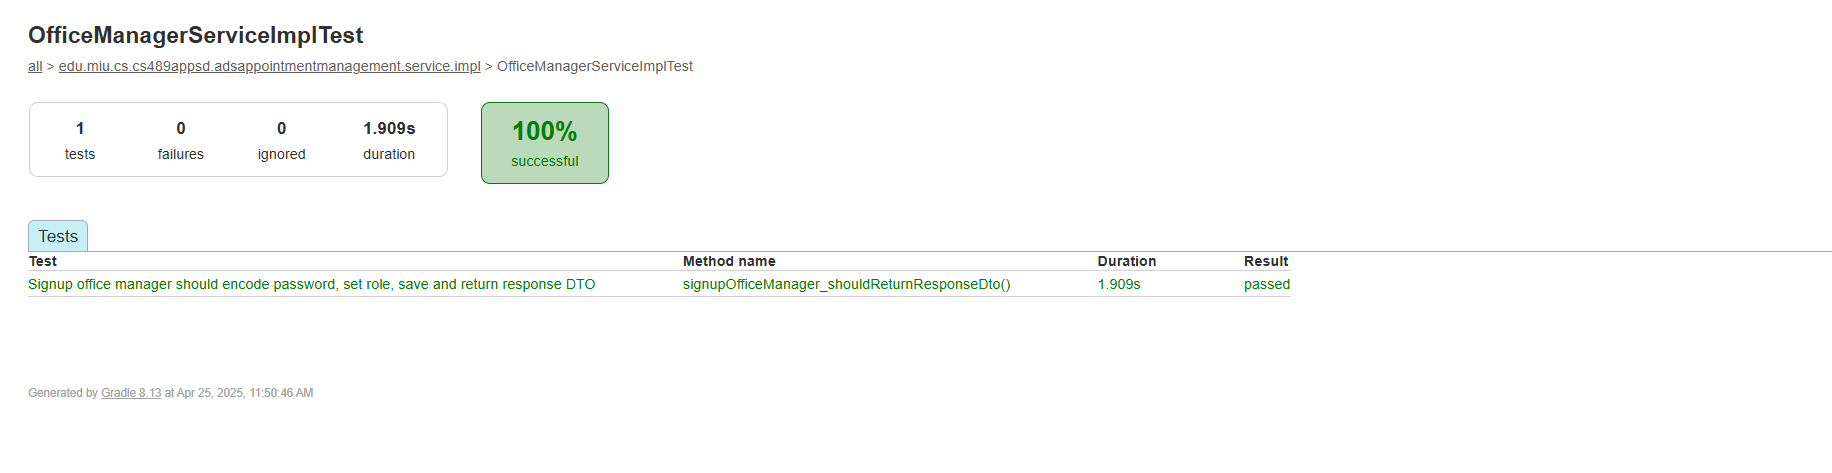 OfficeManagerServiceImplTest
all > edu.miu.cs.cs489appsd.adsappointmentmanagement.service.impl > OfficeManagerServiceImplTest
1 0 0 1.909s
tests failures ignored duration
100%
successful
Tests
Test Method name Duration Result
Signup office manager should encode password, set role, save and return response DTO signupOfficeManager_shouldReturnResponseDto() 1.909s passed
Generated by Gradle 8.13 at Apr 25, 2025, 11:50:46 AM